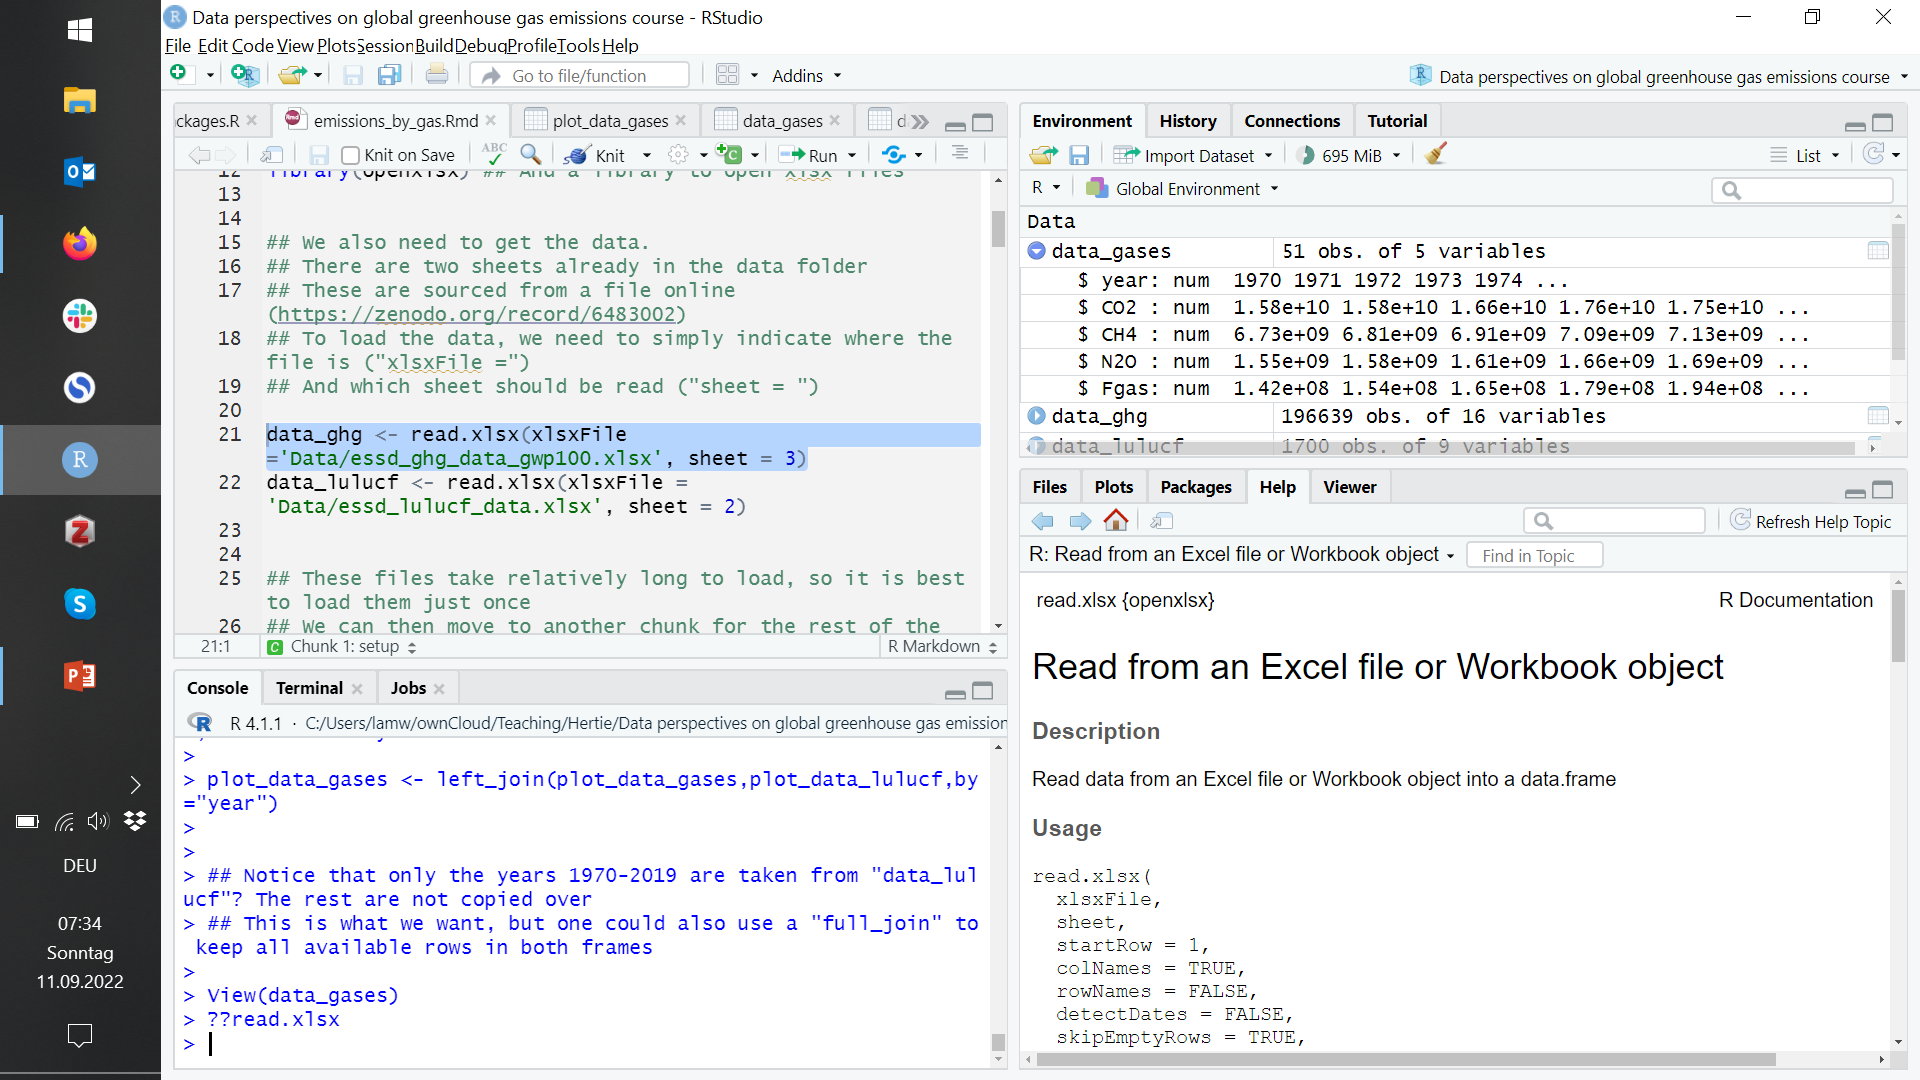 Data perspectives on global greenhouse gas emissions course - RStudio
File Edit Code View Plots Session Build Debug Profile Tools Help
Go to file/function
Addins
Data perspectives on global greenhouse gas emissions course
ckages.R
emissions_by_gas.Rmd
plot_data_gases
data_gases
Knit on Save
ABC
Knit
Run
12 library(openxlsx) ## And a library to open xlsx files
13
14
15 ## We also need to get the data.
16 ## There are two sheets already in the data folder
17 ## These are sourced from a file online
(https://zenodo.org/record/6483002)
18 ## To load the data, we need to simply indicate where the
file is ("xlsxFile =")
19 ## And which sheet should be read ("sheet = ")
20
21 data_ghg <- read.xlsx(xlsxFile
='Data/essd_ghg_data_gwp100.xlsx', sheet = 3)
22 data_lulucf <- read.xlsx(xlsxFile =
'Data/essd_lulucf_data.xlsx', sheet = 2)
23
24
25 ## These files take relatively long to load, so it is best
to load them just once
26 ## We can then move to another chunk for the rest of the
21:1
C Chunk 1: setup
R Markdown
Console
Terminal
Jobs
R 4.1.1 · C:/Users/lamw/ownCloud/Teaching/Hertie/Data perspectives on global greenhouse gas emission
>
> plot_data_gases <- left_join(plot_data_gases,plot_data_lulucf,by
="year")
>
>
> ## Notice that only the years 1970-2019 are taken from "data_lul
ucf"? The rest are not copied over
> ## This is what we want, but one could also use a "full_join" to
keep all available rows in both frames
>
> View(data_gases)
> ??read.xlsx
>
Environment
History
Connections
Tutorial
Import Dataset
695 MiB
List
R
Global Environment
Data
data_gases 51 obs. of 5 variables
$ year: num 1970 1971 1972 1973 1974 ...
$ CO2 : num 1.58e+10 1.58e+10 1.66e+10 1.76e+10 1.75e+10 ...
$ CH4 : num 6.73e+09 6.81e+09 6.91e+09 7.09e+09 7.13e+09 ...
$ N2O : num 1.55e+09 1.58e+09 1.61e+09 1.66e+09 1.69e+09 ...
$ Fgas: num 1.42e+08 1.54e+08 1.65e+08 1.79e+08 1.94e+08 ...
data_ghg 196639 obs. of 16 variables
data_lulucf 1700 obs. of 9 variables
Files
Plots
Packages
Help
Viewer
Refresh Help Topic
R: Read from an Excel file or Workbook object
Find in Topic
read.xlsx {openxlsx}
R Documentation
Read from an Excel file or Workbook object
Description
Read data from an Excel file or Workbook object into a data.frame
Usage
read.xlsx(
xlsxFile,
sheet,
startRow = 1,
colNames = TRUE,
rowNames = FALSE,
detectDates = FALSE,
skipEmptyRows = TRUE,
DEU
07:34
Sonntag
11.09.2022